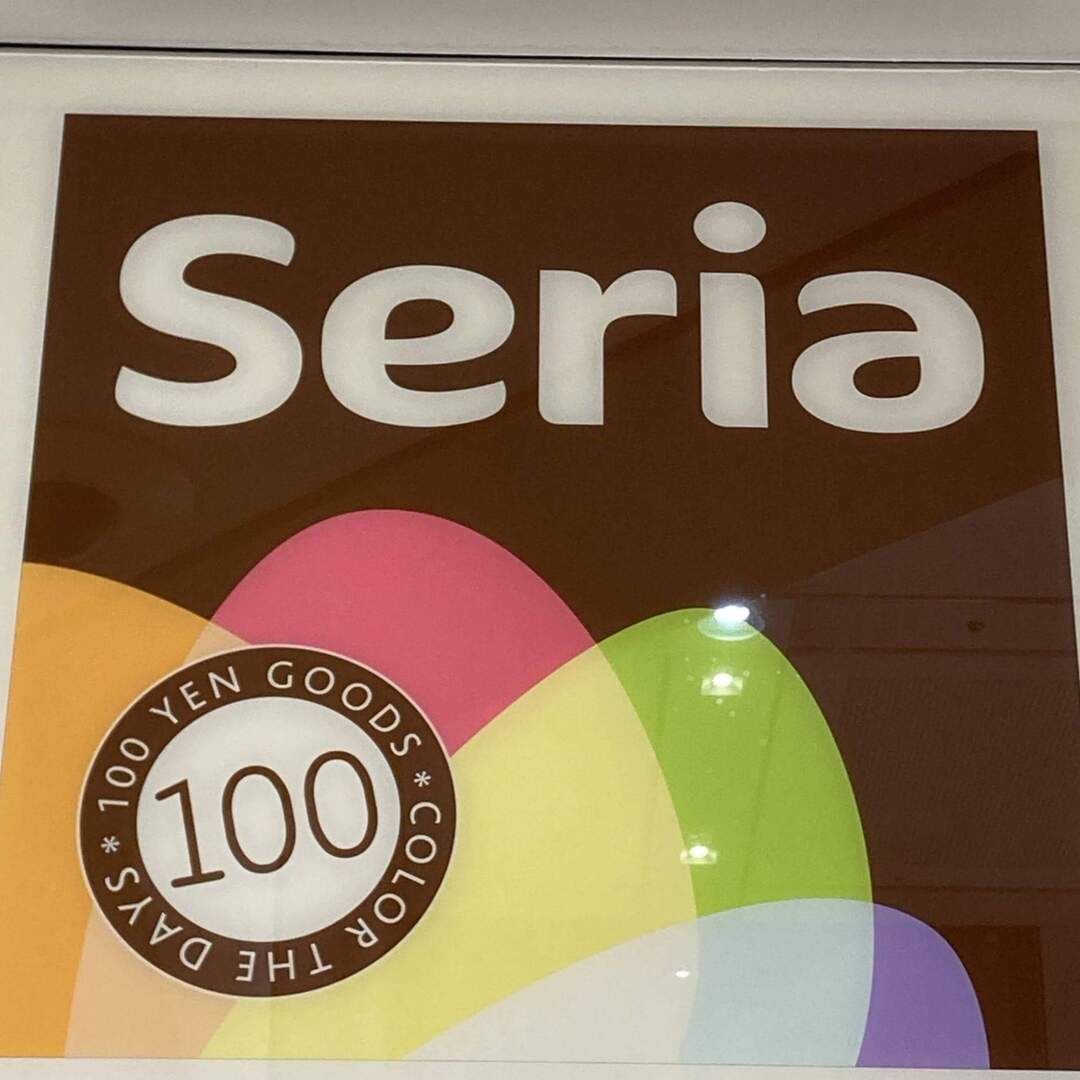 Seria
* 100 YEN GOODS * COLOR THE DAYS
100